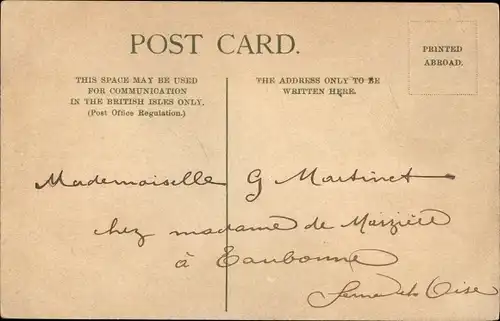 POST CARD.
PRINTED
ABROAD.
THIS SPACE MAY BE USED
FOR COMMUNICATION
IN THE BRITISH ISLES ONLY.
(Post Office Regulation.)
THE ADDRESS ONLY TO BE
WRITTEN HERE.
Mademoiselle G Martinet
chez madame de Maizière
à Eaubonne
Seine et Oise